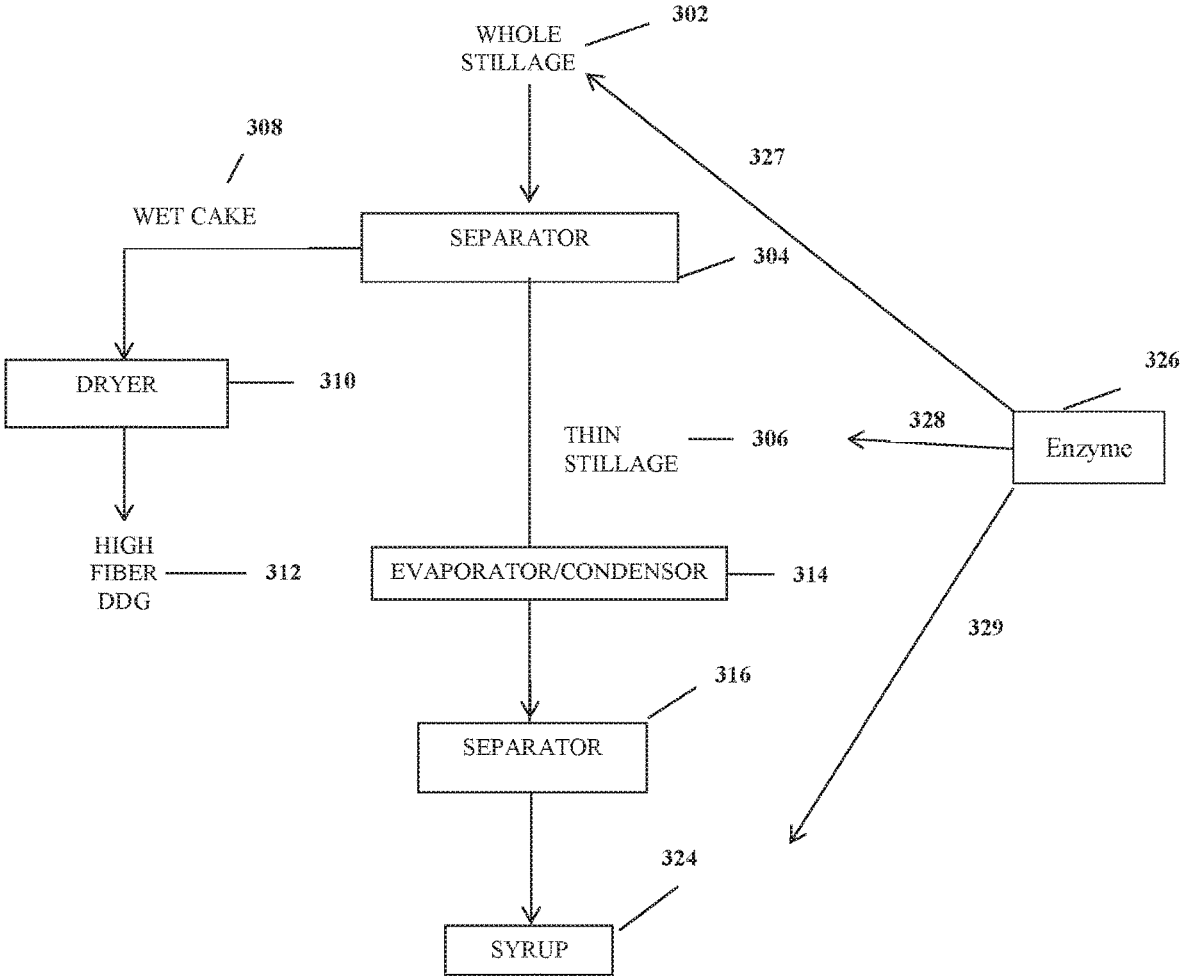 302
WHOLE
STILLAGE
308
327
WET CAKE
SEPARATOR
304
326
DRYER
310
328
THIN
STILLAGE
306
Enzyme
HIGH
FIBER
DDG
312
EVAPORATOR/CONDENSOR
314
329
316
SEPARATOR
324
SYRUP